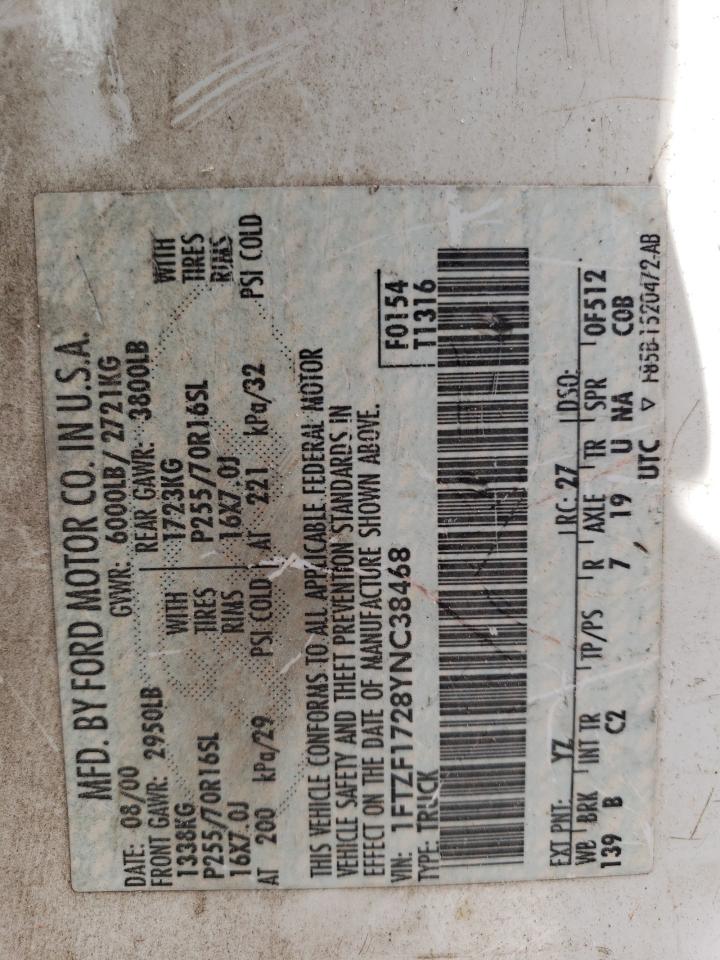 MFD. BY FORD MOTOR CO. IN U.S.A.
DATE: 08/00 GVWR: 6000LB/ 2721KG
FRONT GAWR: 2950LB REAR GAWR: 3800LB
1338KG WITH 1723KG WITH
P255/70R16SL TIRES P255/70R16SL TIRES
16X7.0J RIMS 16X7.0J RIMS
AT 200 kPa/29 PSI COLD AT 221 kPa/32 PSI COLD
THIS VEHICLE CONFORMS TO ALL APPLICABLE FEDERAL MOTOR
VEHICLE SAFETY AND THEFT PREVENTION STANDARDS IN
EFFECT ON THE DATE OF MANUFACTURE SHOWN ABOVE.
VIN: 1FTZF1728YNC38468 F0154
TYPE: TRUCK T1316
EXT PNT: YZ RC: 27 DSO:
WB BRK INT TR TP/PS R AXLE TR SPR 0F512
139 B C2 7 19 U NA COB
UTC ▽ F85B-1520472-AB